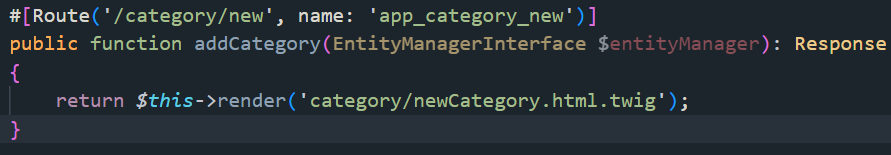 #[Route('/category/new', name: 'app_category_new')]
public function addCategory(EntityManagerInterface $entityManager): Response
{
    return $this->render('category/newCategory.html.twig');
}